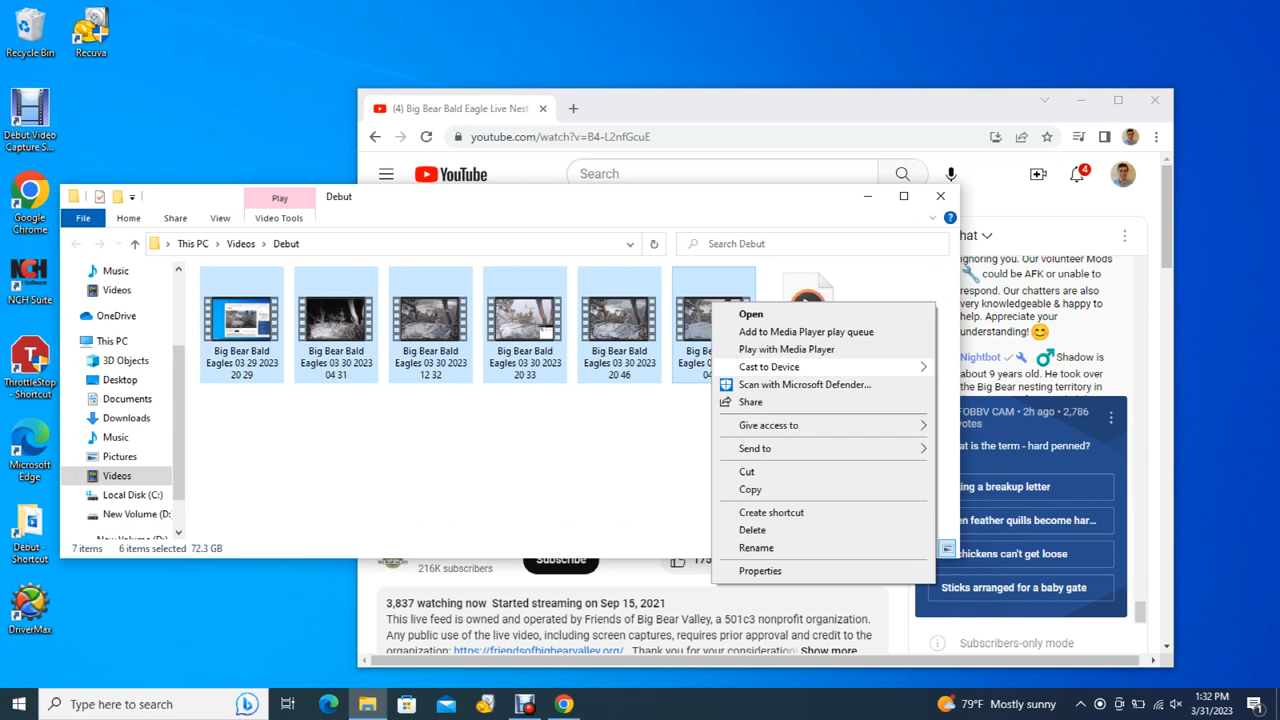 Recycle Bin
Recuva
Debut Video
Capture S...
Google
Chrome
NCH
NCH Suite
ThrottleStop
- Shortcut
Microsoft
Edge
Debut -
Shortcut
DriverMax
(4) Big Bear Bald Eagle Live Nest
youtube.com/watch?v=B4-L2nfGcuE
YouTube
Search
4
Play
Debut
File
Home
Share
View
Video Tools
This PC
Videos
Debut
Search Debut
Music
Videos
OneDrive
This PC
3D Objects
Desktop
Documents
Downloads
Music
Pictures
Videos
Local Disk (C:)
New Volume (D:
Big Bear Bald
Eagles 03 29 2023
20 29
Big Bear Bald
Eagles 03 30 2023
04 31
Big Bear Bald
Eagles 03 30 2023
12 32
Big Bear Bald
Eagles 03 30 2023
20 33
Big Bear Bald
Eagles 03 30 2023
20 46
7 items 6 items selected 72.3 GB
Open
Add to Media Player play queue
Play with Media Player
Cast to Device
Scan with Microsoft Defender...
Share
Give access to
Send to
Cut
Copy
Create shortcut
Delete
Rename
Properties
hat
ignoring you. Our volunteer Mods
could be AFK or unable to
respond. Our chatters are also
very knowledgeable & happy to
help. Appreciate your
understanding!
Nightbot Shadow is
about 9 years old. He took over
the Big Bear nesting territory in
FOBBV CAM • 2h ago • 2,786
votes
at is the term - hard penned?
ing a breakup letter
en feather quills become har...
chickens can't get loose
Sticks arranged for a baby gate
Subscribers-only mode
216K subscribers
Subscribe
175
3,837 watching now Started streaming on Sep 15, 2021
This live feed is owned and operated by Friends of Big Bear Valley, a 501c3 nonprofit organization.
Any public use of the live video, including screen captures, requires prior approval and credit to the
organization. https://friendsofbigbearvalley.org/ Thank you for your consideration! Show more
Type here to search
79°F Mostly sunny
1:32 PM
3/31/2023
1